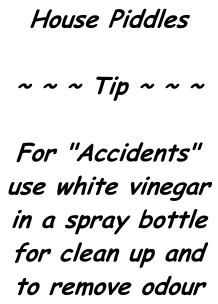 House Piddles
~ ~ ~ Tip ~ ~ ~
For "Accidents"
use white vinegar
in a spray bottle
for clean up and
to remove odour